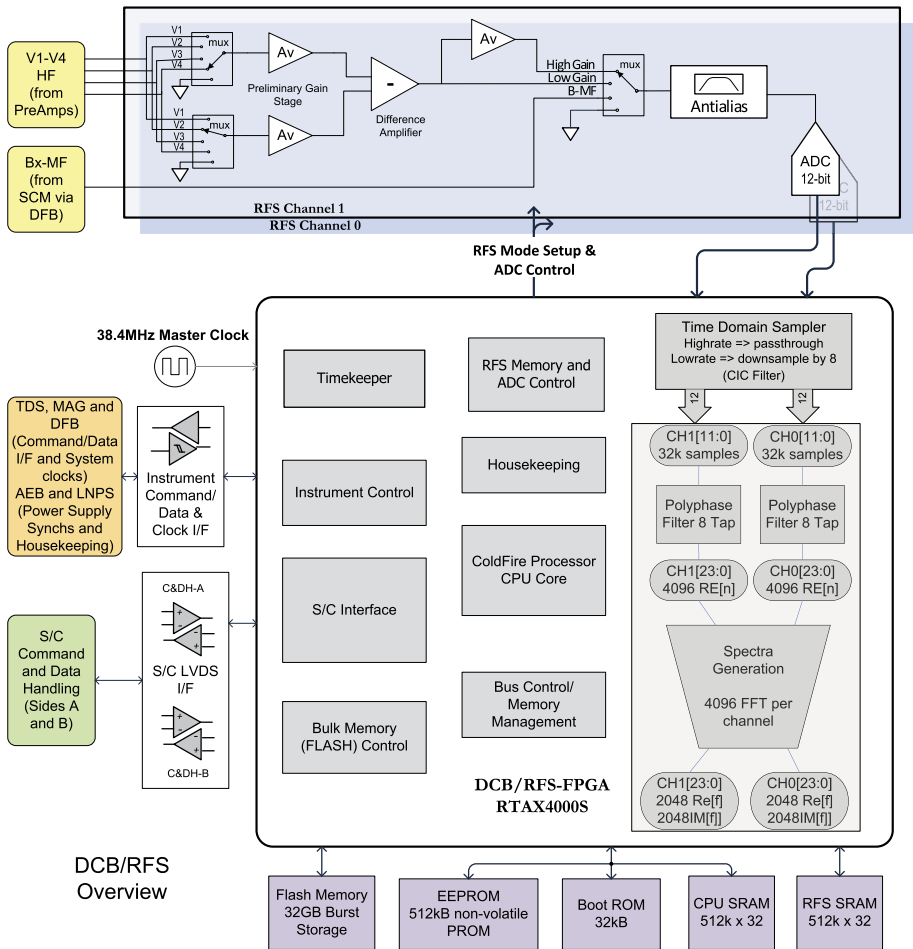 V1-V4
HF
(from
PreAmps)
Bx-MF
(from
SCM via
DFB)
V1
V2
V3
V4
mux
V1
V2
V3
V4
mux
Av
Preliminary Gain
Stage
Av
-
Difference
Amplifier
Av
High Gain
Low Gain
B-MF
mux
Antialias
ADC
12-bit
C
12-bit
RFS Channel 1
RFS Channel 0
RFS Mode Setup &
ADC Control
38.4MHz Master Clock
TDS, MAG and
DFB
(Command/Data
I/F and System
clocks)
AEB and LNPS
(Power Supply
Synchs and
Housekeeping)
Instrument
Command/
Data &
Clock I/F
S/C
Command
and Data
Handling
(Sides A
and B)
C&DH-A
+
-
-
+
S/C LVDS
I/F
+
-
-
+
C&DH-B
Timekeeper
Instrument Control
S/C Interface
Bulk Memory
(FLASH) Control
RFS Memory and
ADC Control
Housekeeping
ColdFire Processor
CPU Core
Bus Control/
Memory
Management
DCB/RFS-FPGA
RTAX4000S
Time Domain Sampler
Highrate => passthrough
Lowrate => downsample by 8
(CIC Filter)
12
12
CH1[11:0]
32k samples
CH0[11:0]
32k samples
Polyphase
Filter 8 Tap
Polyphase
Filter 8 Tap
CH1[23:0]
4096 RE[n]
CH0[23:0]
4096 RE[n]
Spectra
Generation
4096 FFT per
channel
CH1[23:0]
2048 Re[f]
2048IM[f]]
CH0[23:0]
2048 Re[f]
2048IM[f]]
DCB/RFS
Overview
Flash Memory
32GB Burst
Storage
EEPROM
512kB non-volatile
PROM
Boot ROM
32kB
CPU SRAM
512k x 32
RFS SRAM
512k x 32